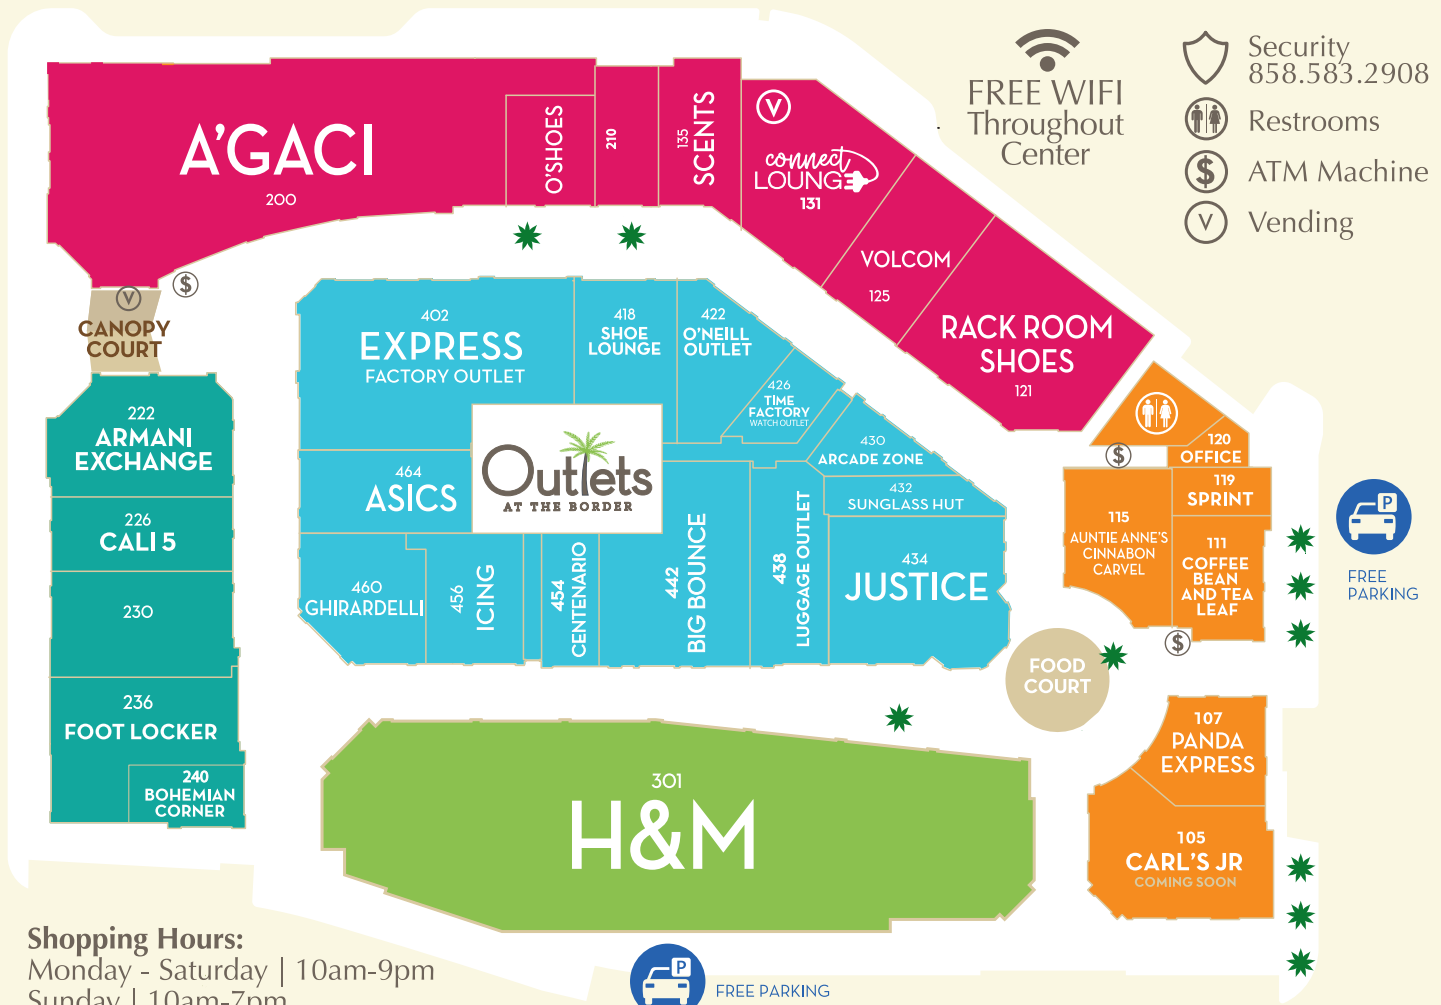 FREE WIFI
Throughout
Center
Security
858.583.2908
Restrooms
$
ATM Machine
V
Vending
A'GACI
200
O'SHOES
210
135
SCENTS
V
connect
LOUNGE
131
VOLCOM
125
RACK ROOM
SHOES
121
V
$
CANOPY
COURT
222
ARMANI
EXCHANGE
226
CALI 5
230
236
FOOT LOCKER
240
BOHEMIAN
CORNER
402
EXPRESS
FACTORY OUTLET
418
SHOE
LOUNGE
422
O'NEILL
OUTLET
426
TIME
FACTORY
WATCH OUTLET
430
ARCADE ZONE
432
SUNGLASS HUT
434
JUSTICE
438
LUGGAGE OUTLET
442
BIG BOUNCE
454
CENTENARIO
456
ICING
460
GHIRARDELLI
464
ASICS
Outlets
AT THE BORDER
$
120
OFFICE
119
SPRINT
115
AUNTIE ANNE'S
CINNABON
CARVEL
111
COFFEE
BEAN
AND TEA
LEAF
$
P
FREE
PARKING
FOOD
COURT
107
PANDA
EXPRESS
105
CARL'S JR
COMING SOON
301
H&M
Shopping Hours:
Monday - Saturday | 10am-9pm
Sunday | 10am-7pm
P
FREE PARKING